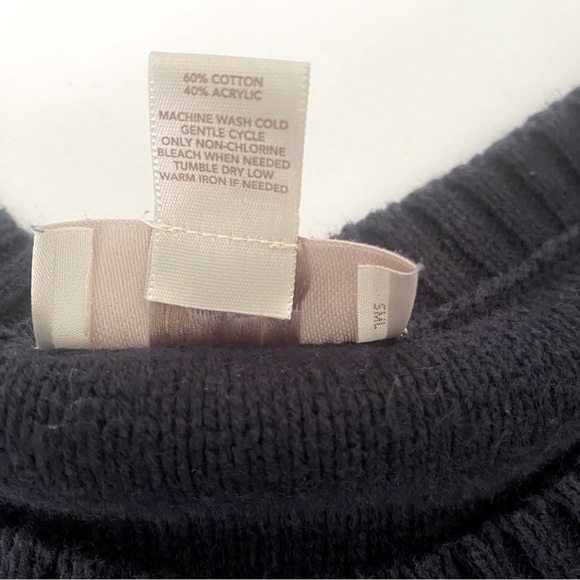 60% COTTON
40% ACRYLIC
MACHINE WASH COLD
GENTLE CYCLE
ONLY NON-CHLORINE
BLEACH WHEN NEEDED
TUMBLE DRY LOW
WARM IRON IF NEEDED
SML